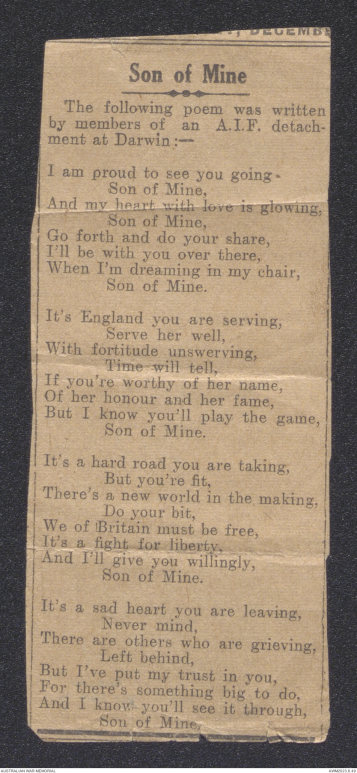 , DECEMBE
Son of Mine
The following poem was written
by members of an A.I.F. detach-
ment at Darwin:—
I am proud to see you going
Son of Mine,
And my heart with love is glowing,
Son of Mine,
Go forth and do your share,
I'll be with you over there,
When I'm dreaming in my chair,
Son of Mine.
It's England you are serving,
Serve her well,
With fortitude unswerving,
Time will tell,
If you're worthy of her name,
Of her honour and her fame,
But I know you'll play the game,
Son of Mine.
It's a hard road you are taking,
But you're fit,
There's a new world in the making,
Do your bit,
We of Britain must be free,
It's a fight for liberty,
And I'll give you willingly,
Son of Mine.
It's a sad heart you are leaving,
Never mind,
There are others who are grieving,
Left behind,
But I've put my trust in you,
For there's something big to do,
And I know you'll see it through,
Son of Mine.
AUSTRALIAN WAR MEMORIAL